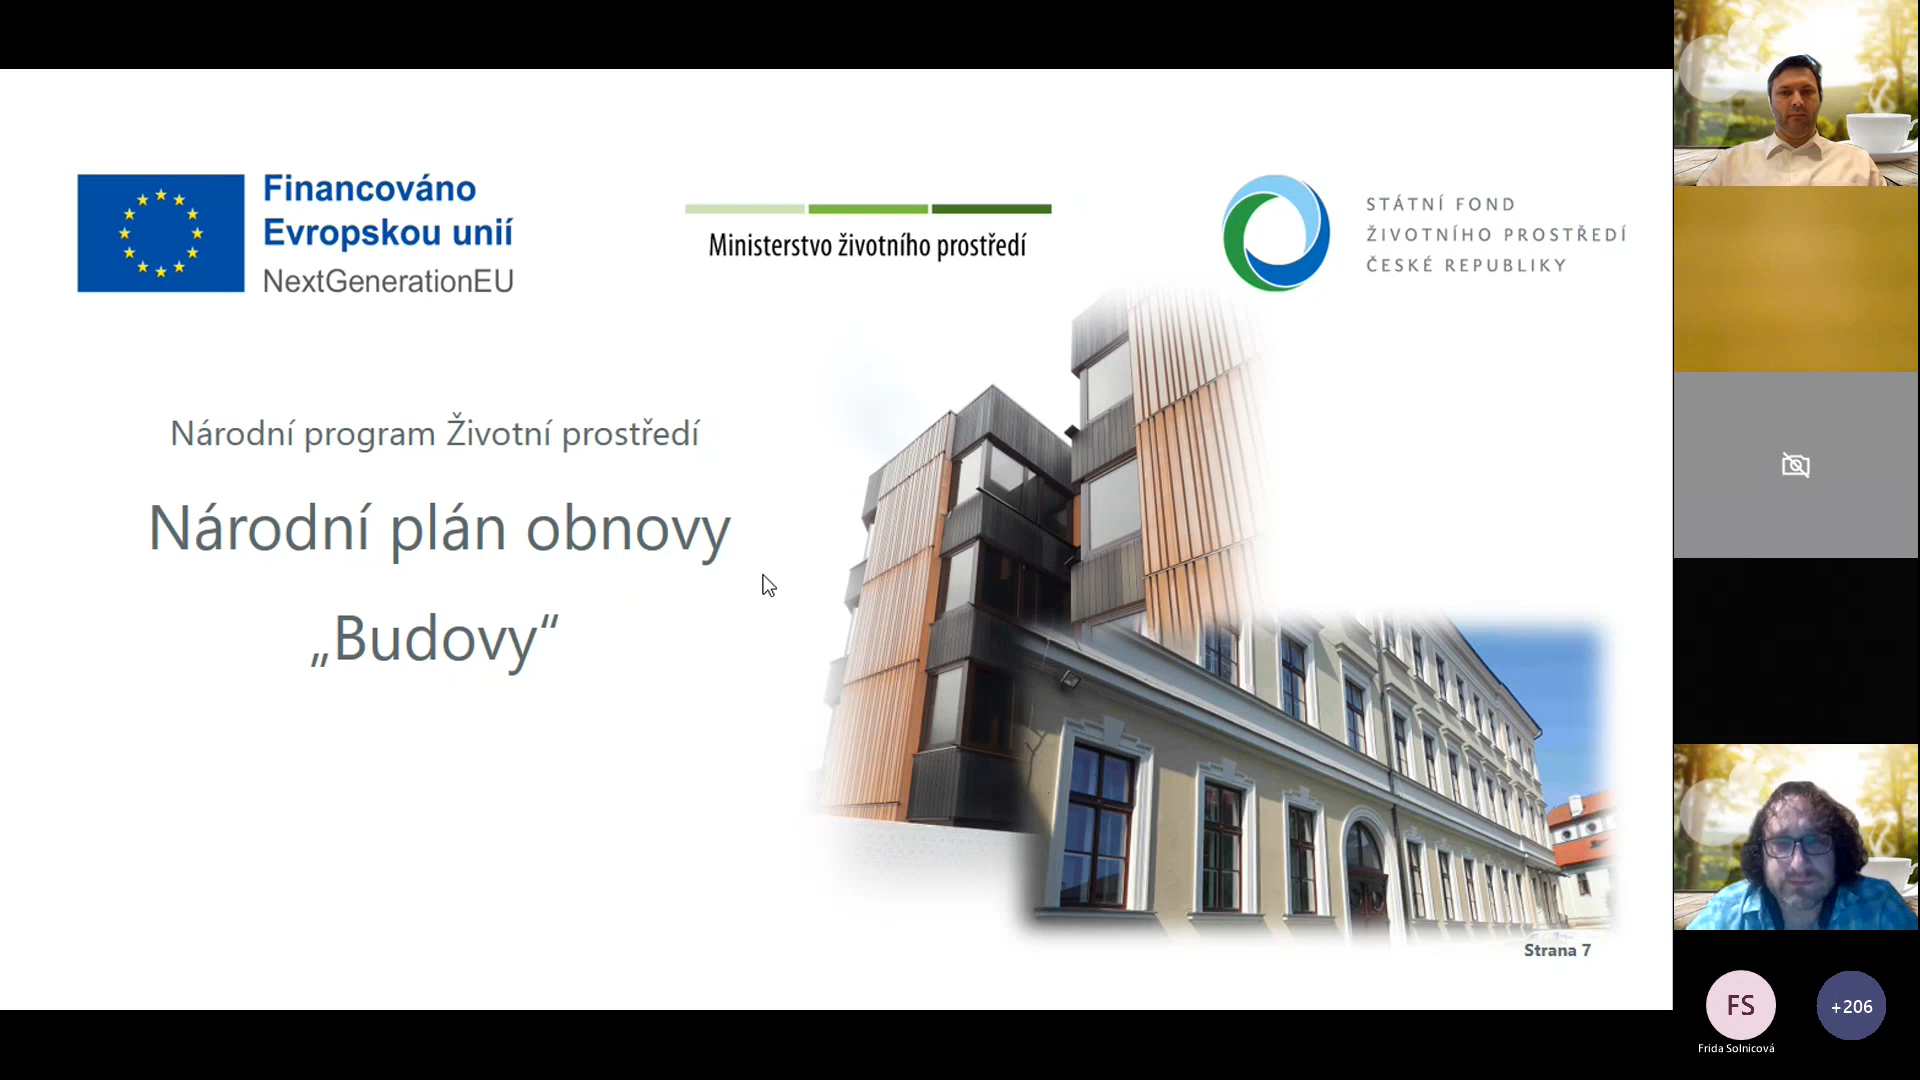 Financováno
Evropskou unií
NextGenerationEU
Ministerstvo životního prostředí
STÁTNÍ FOND
ŽIVOTNÍHO PROSTŘEDÍ
ČESKÉ REPUBLIKY
Národní program Životní prostředí
Národní plán obnovy
„Budovy“
Strana 7
FS
+206
Frida Solnicová